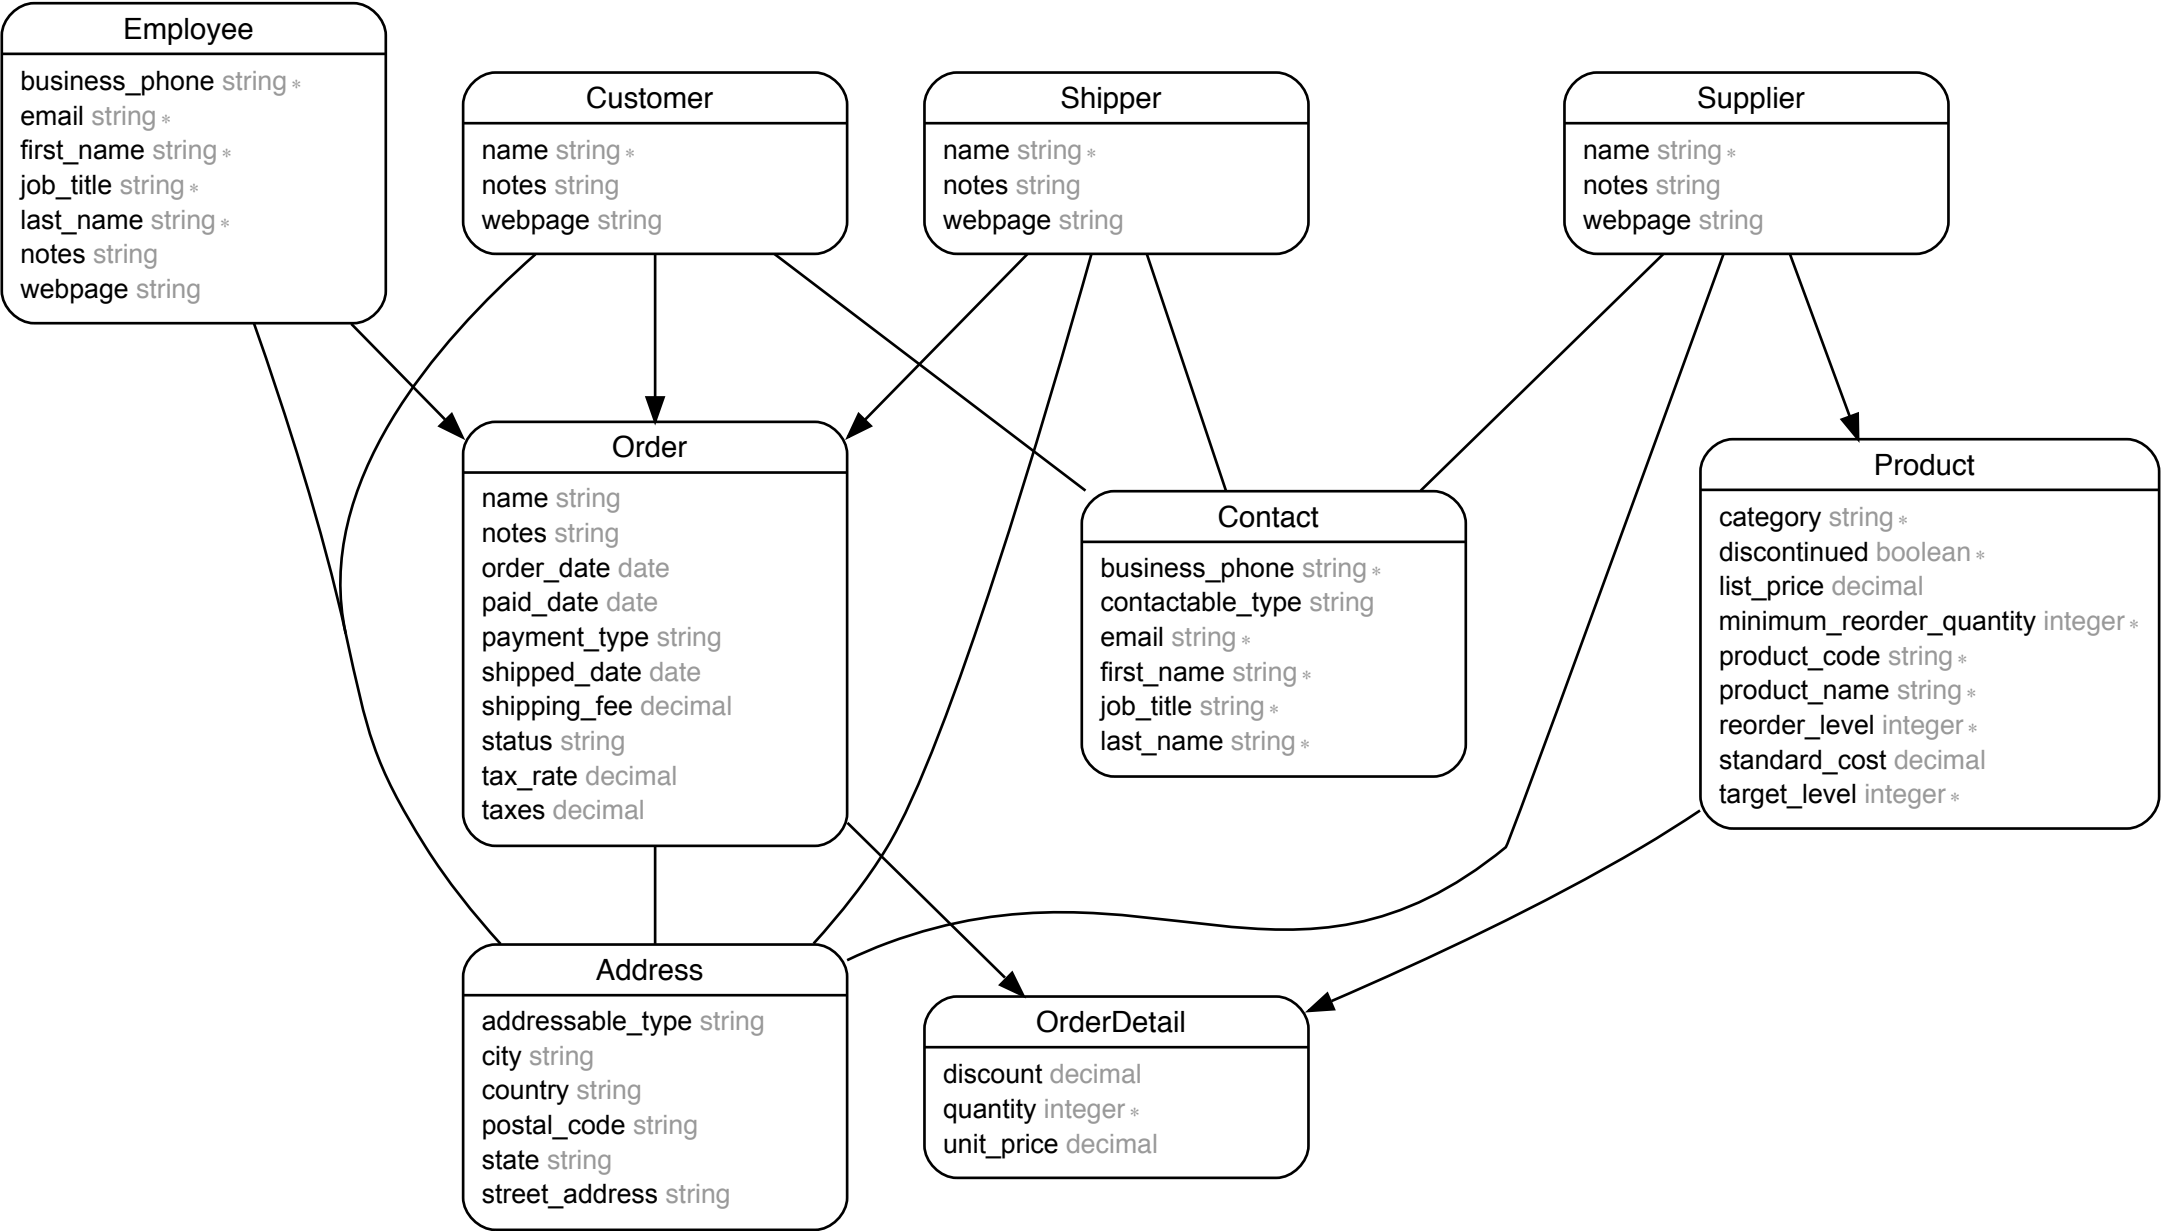 Employee
business_phone string *
email string *
first_name string *
job_title string *
last_name string *
notes string
webpage string
Customer
name string *
notes string
webpage string
Shipper
name string *
notes string
webpage string
Supplier
name string *
notes string
webpage string
Order
name string
notes string
order_date date
paid_date date
payment_type string
shipped_date date
shipping_fee decimal
status string
tax_rate decimal
taxes decimal
Contact
business_phone string *
contactable_type string
email string *
first_name string *
job_title string *
last_name string *
Product
category string *
discontinued boolean *
list_price decimal
minimum_reorder_quantity integer *
product_code string *
product_name string *
reorder_level integer *
standard_cost decimal
target_level integer *
Address
addressable_type string
city string
country string
postal_code string
state string
street_address string
OrderDetail
discount decimal
quantity integer *
unit_price decimal